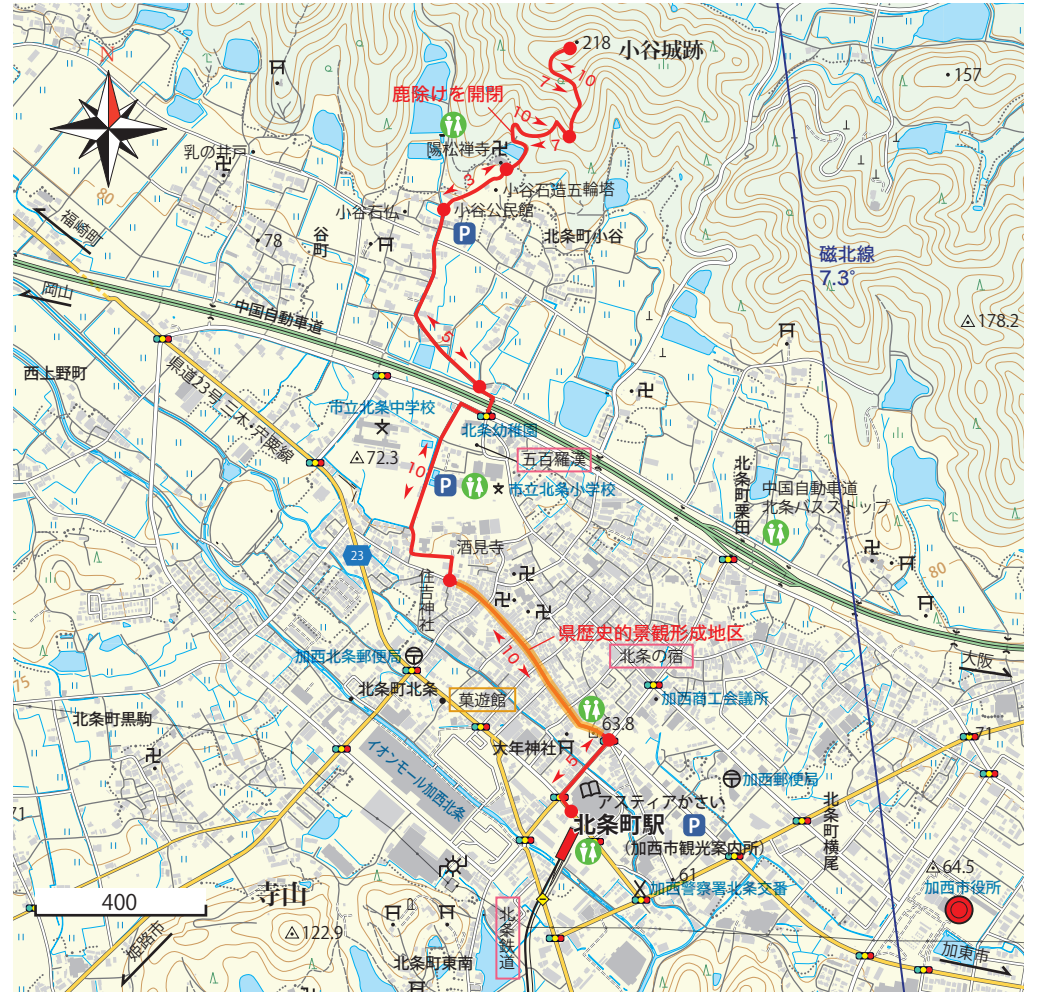 N
218
小谷城跡
157
7
10
鹿除けを開閉
10
7
陽松禅寺
乳の井戸
3
80
小谷石造五輪塔
小谷石仏
小谷公民館
P
福崎町
78
谷町
北条町小谷
磁北線
7.3°
岡山
中国自動車道
178.2
5
西上野町
県道23号 三木・宍粟線
市立北条中学校
北条幼稚園
72.3
五百羅漢
10
P
市立北条小学校
北条町栗田
中国自動車道
北条バスストップ
酒見寺
23
住吉神社
80
県歴史的景観形成地区
10
北条の宿
加西北条郵便局
大阪
75
北条町北条
菓遊館
加西商工会議所
北条町黒駒
63.8
71
大年神社
イオンモール加西北条
5
加西郵便局
71
アスティアかさい
北条町駅
P
(加西市観光案内所)
北条町横尾
61
64.5
加西警察署北条交番
加西市役所
400
寺山
北条鉄道
122.9
姫路市
北条町東南
加東市